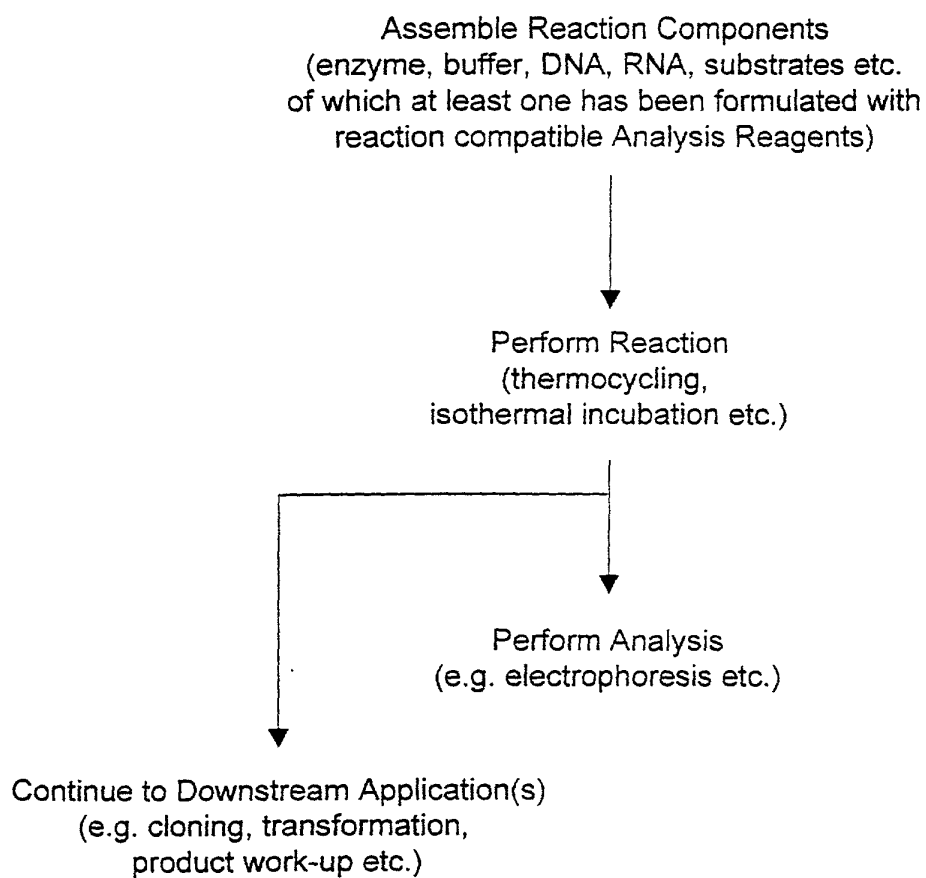 Assemble Reaction Components
(enzyme, buffer, DNA, RNA, substrates etc.
of which at least one has been formulated with
reaction compatible Analysis Reagents)
Perform Reaction
(thermocycling,
isothermal incubation etc.)
Perform Analysis
(e.g. electrophoresis etc.)
Continue to Downstream Application(s)
(e.g. cloning, transformation,
product work-up etc.)